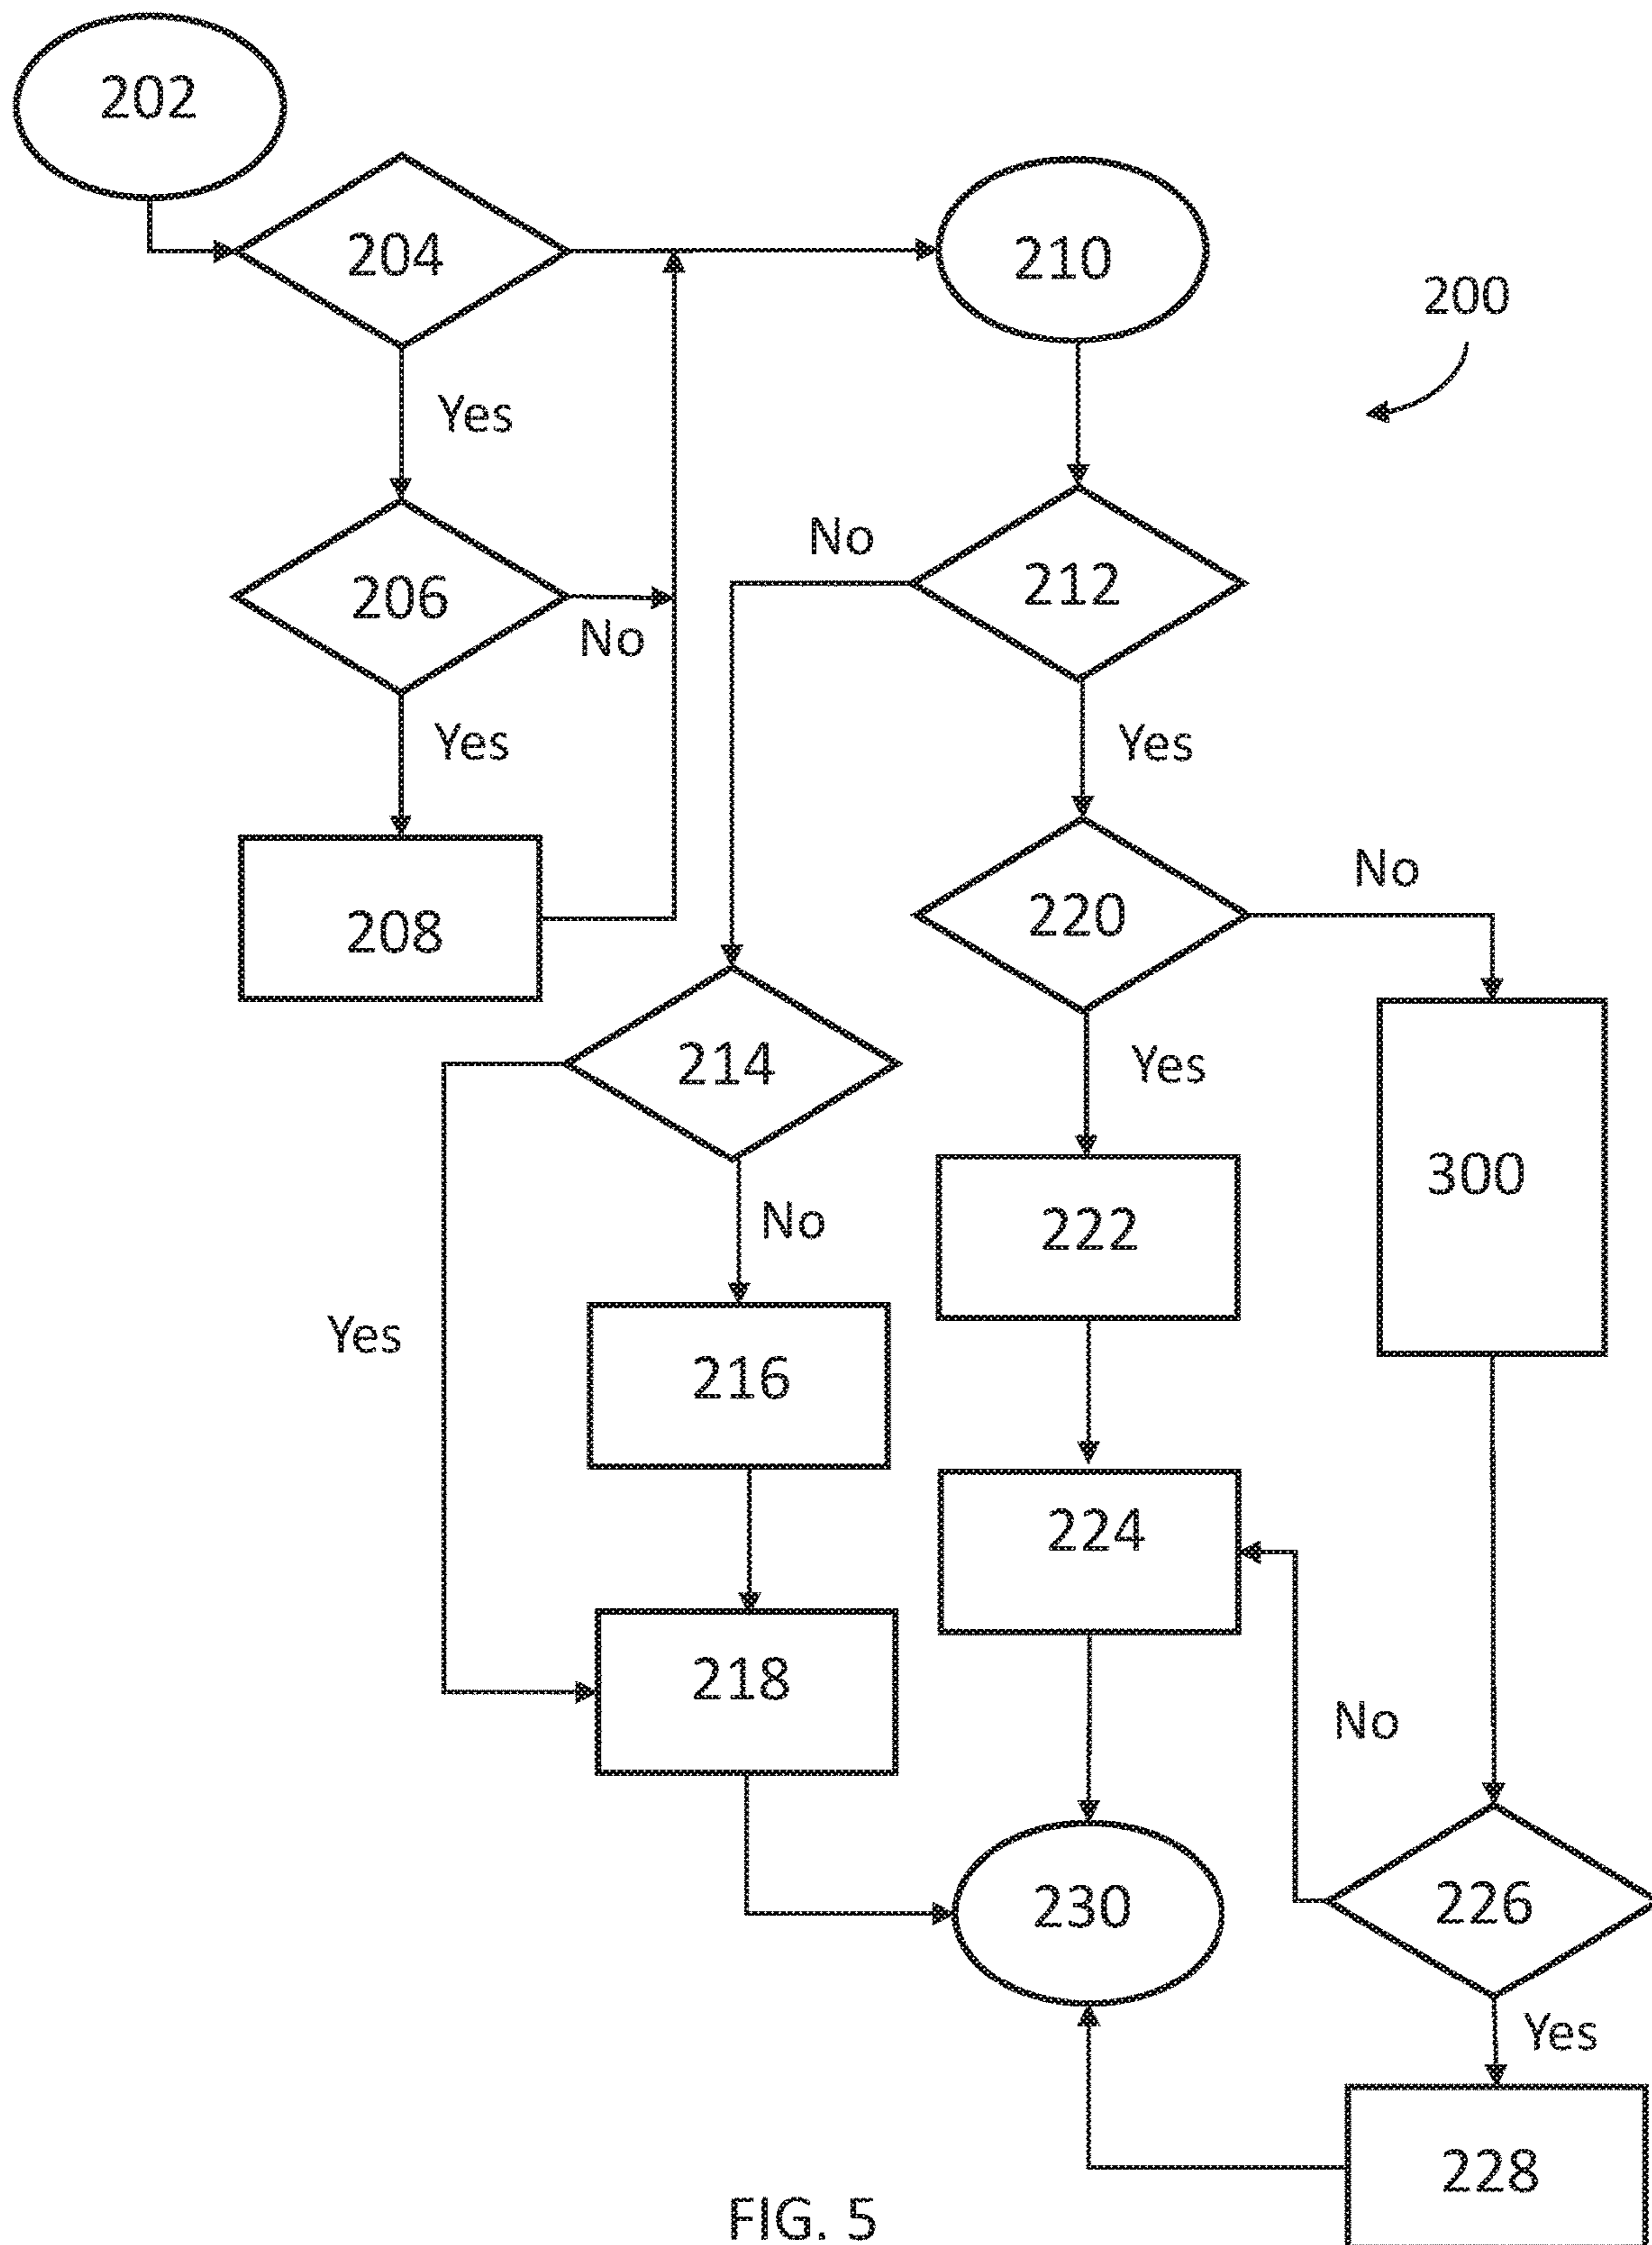 202
204
210
200
Yes
No
206
212
No
Yes
Yes
No
208
220
214
Yes
300
No
222
Yes
216
224
218
No
230
226
Yes
228
FIG. 5